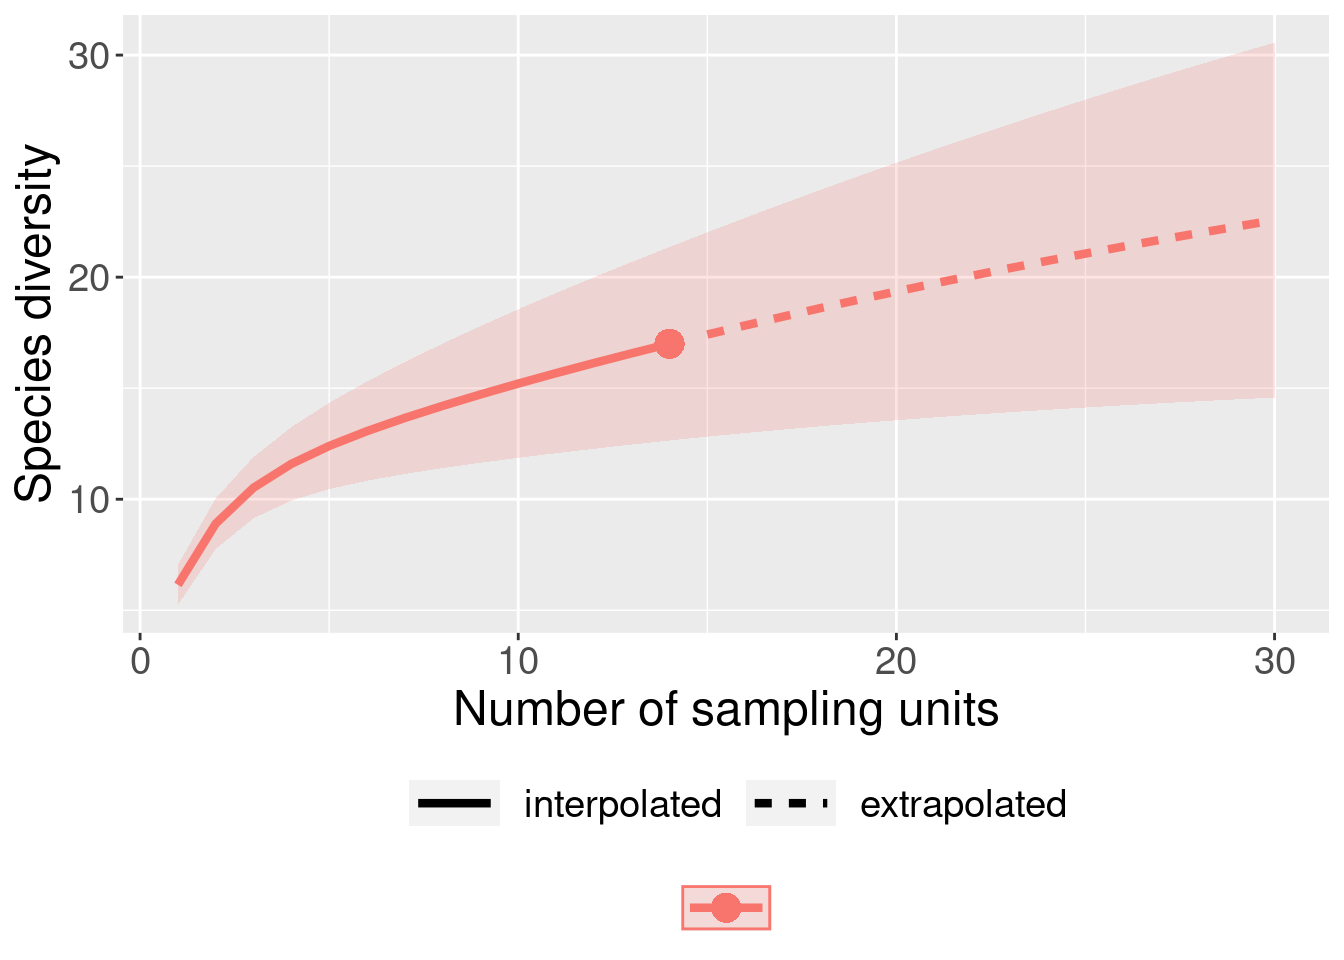 30
20
10
Species diversity
0 10 20 30
Number of sampling units
interpolated extrapolated